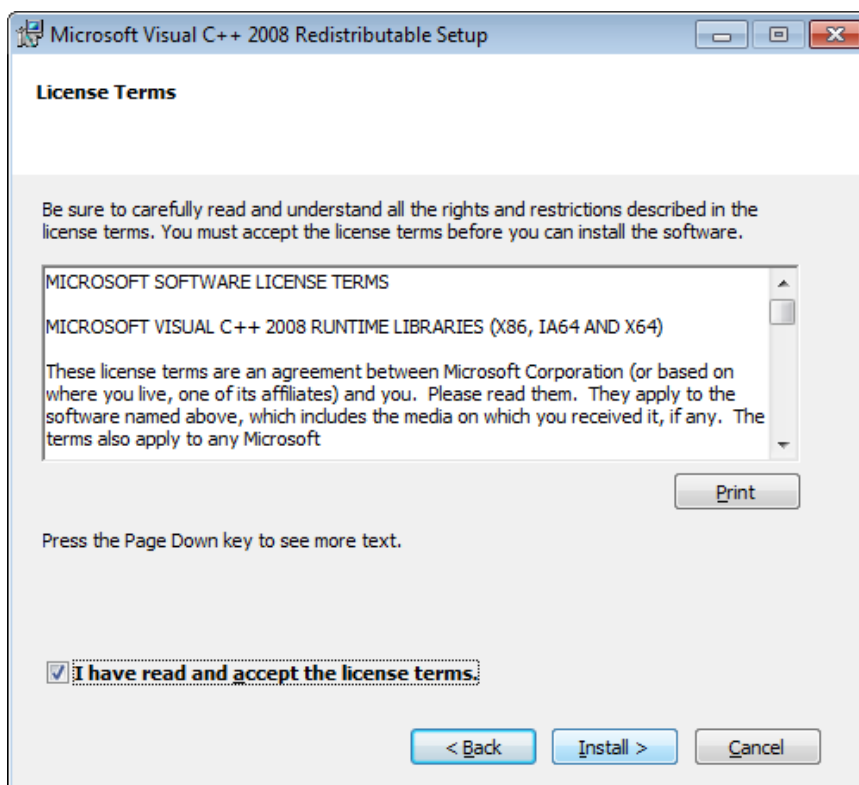 Microsoft Visual C++ 2008 Redistributable Setup
License Terms
Be sure to carefully read and understand all the rights and restrictions described in the
license terms. You must accept the license terms before you can install the software.
MICROSOFT SOFTWARE LICENSE TERMS
MICROSOFT VISUAL C++ 2008 RUNTIME LIBRARIES (X86, IA64 AND X64)
These license terms are an agreement between Microsoft Corporation (or based on
where you live, one of its affiliates) and you.  Please read them.  They apply to the
software named above, which includes the media on which you received it, if any.  The
terms also apply to any Microsoft
Print
Press the Page Down key to see more text.
I have read and accept the license terms.
< Back Install > Cancel